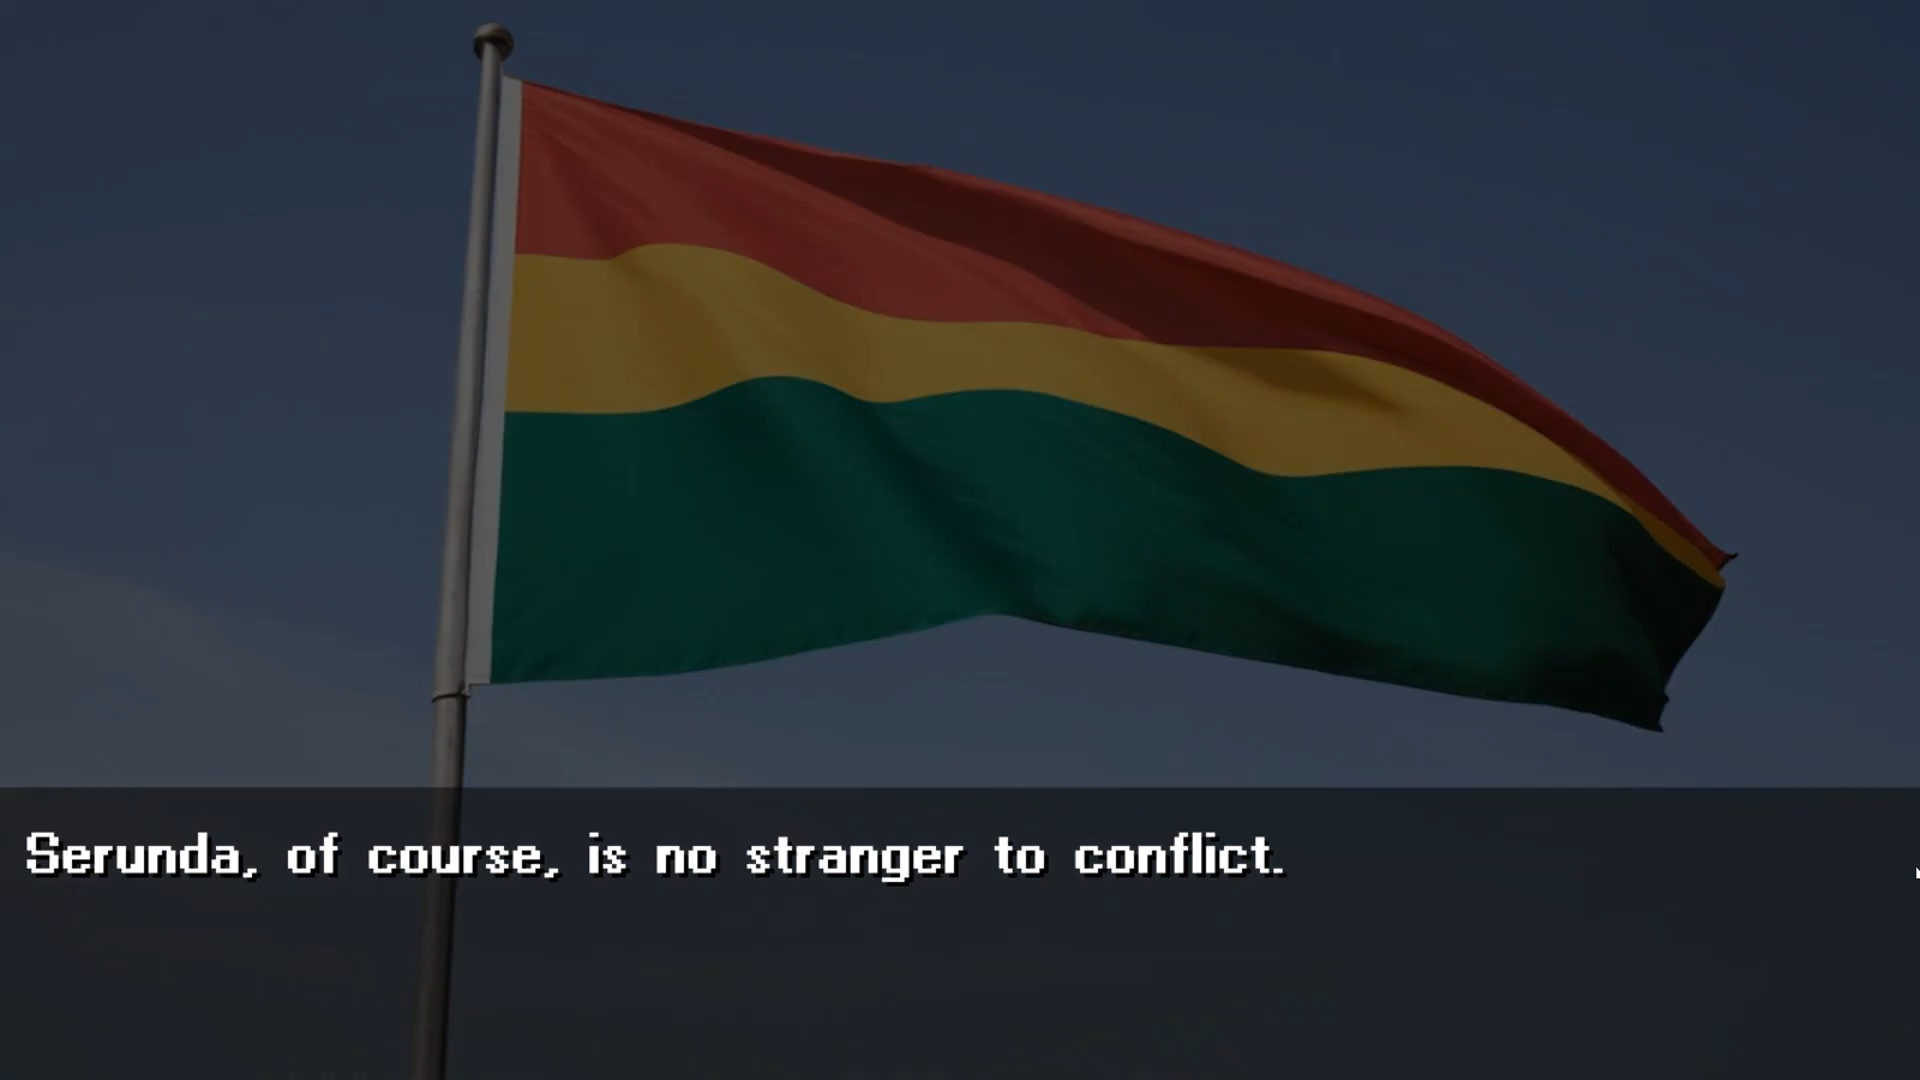 Serunda, of course, is no stranger to conflict.